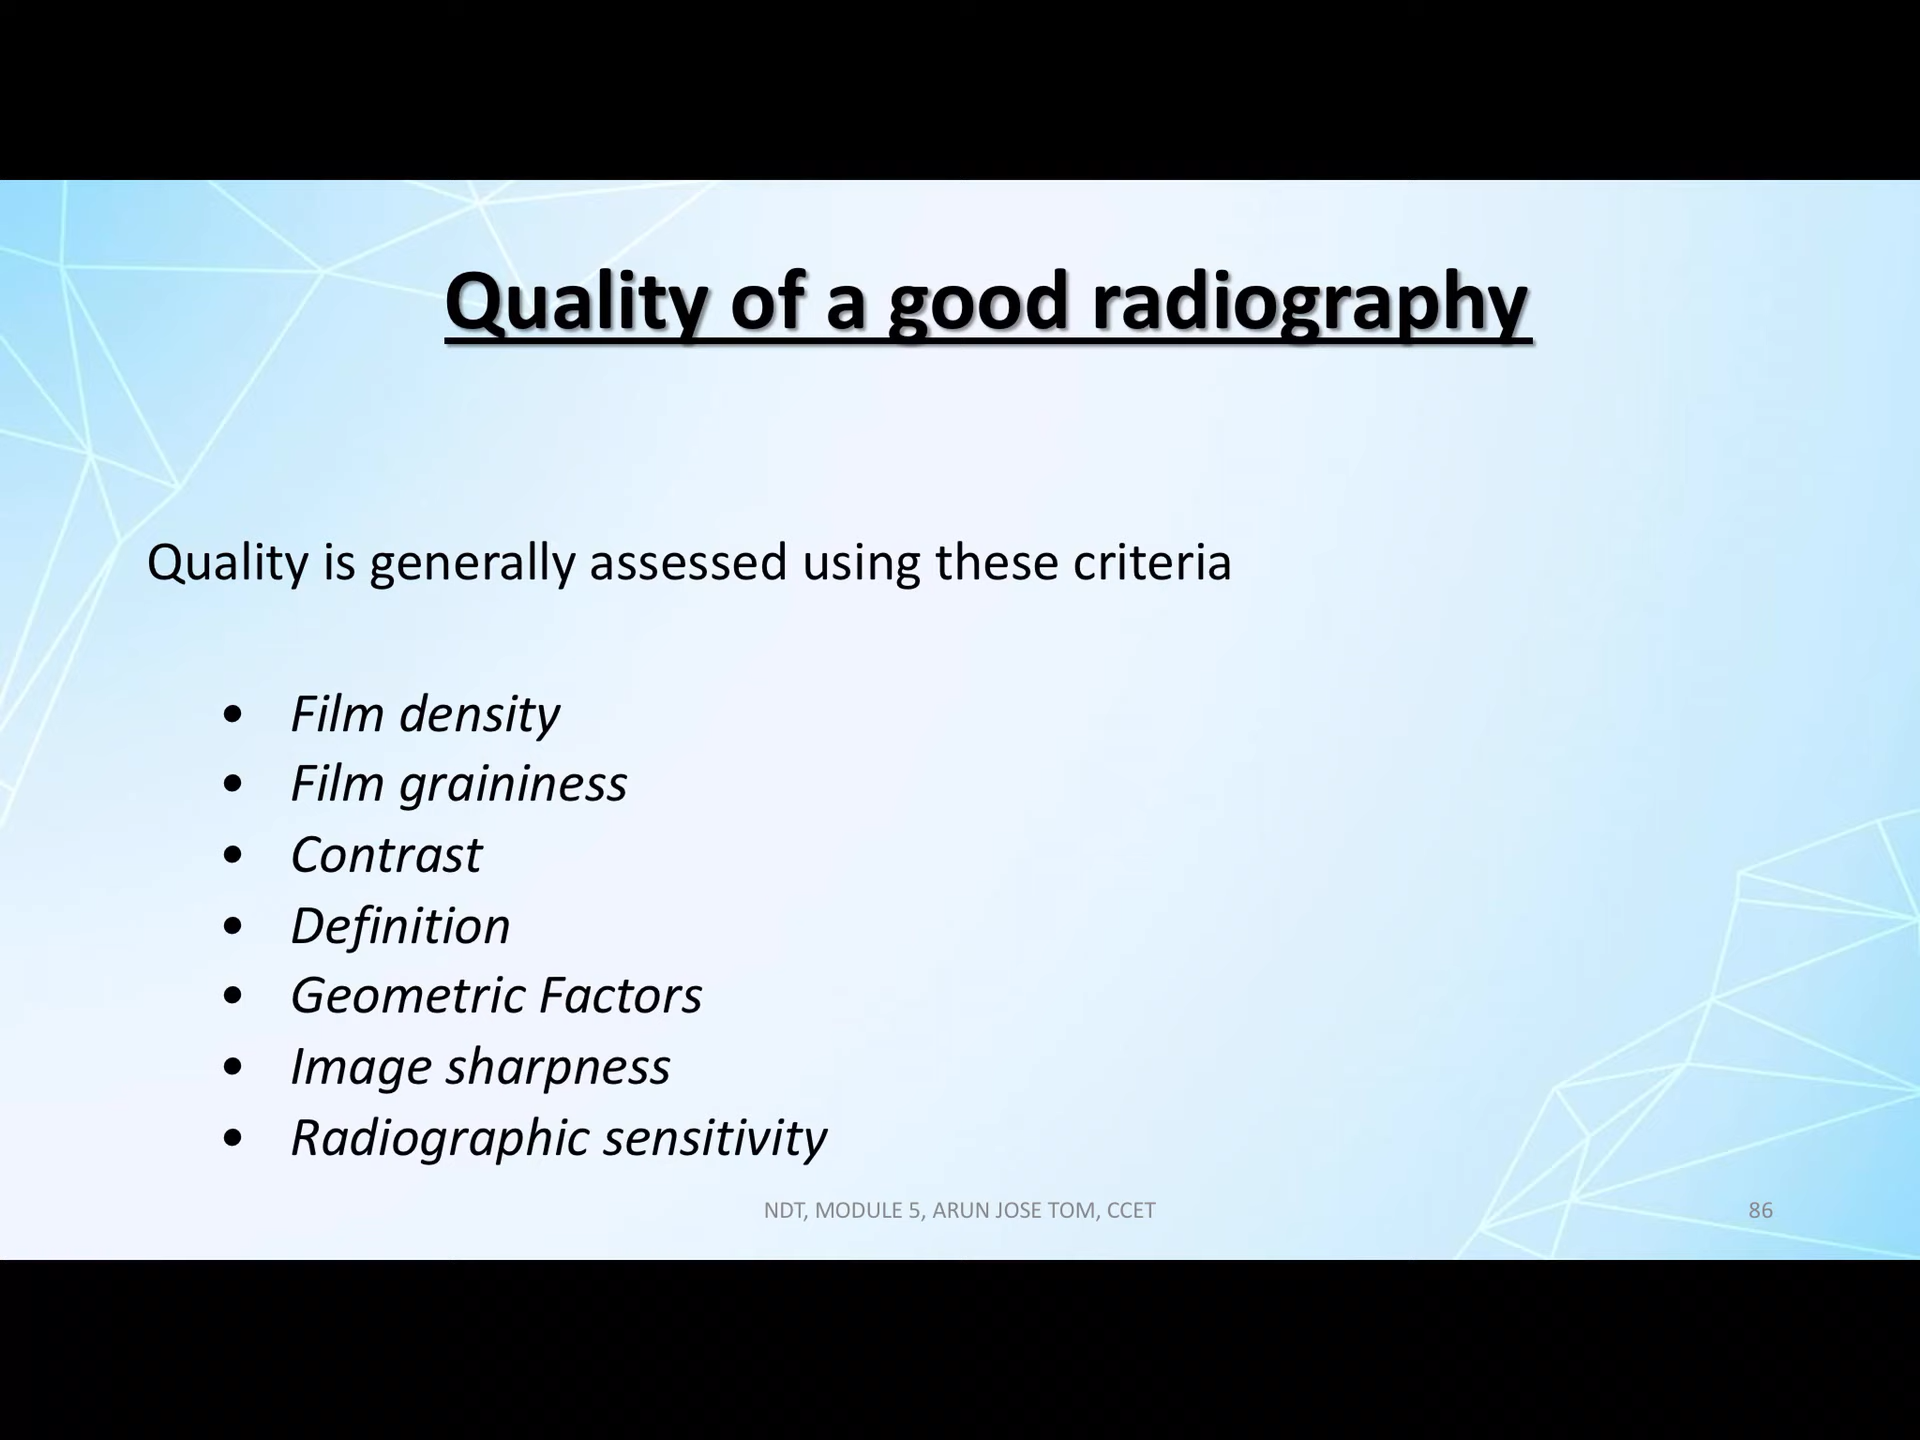 Quality of a good radiography
Quality is generally assessed using these criteria
• Film density
• Film graininess
• Contrast
• Definition
• Geometric Factors
• Image sharpness
• Radiographic sensitivity
NDT, MODULE 5, ARUN JOSE TOM, CCET
86